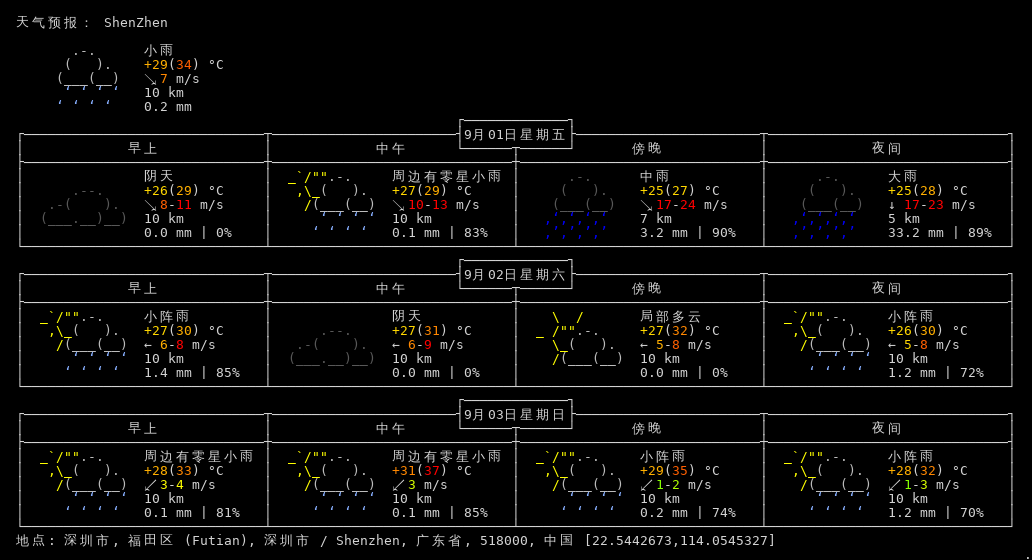 天气预报： ShenZhen
小雨
+29(34) °C
↘ 7 m/s
10 km
0.2 mm
9月01日星期五
早上 中午 傍晚 夜间
阴天 周边有零星小雨 中雨 大雨
+26(29) °C +27(29) °C +25(27) °C +25(28) °C
↘ 8-11 m/s ↘ 10-13 m/s ↘ 17-24 m/s ↓ 17-23 m/s
10 km 10 km 7 km 5 km
0.0 mm | 0% 0.1 mm | 83% 3.2 mm | 90% 33.2 mm | 89%
9月02日星期六
早上 中午 傍晚 夜间
小阵雨 阴天 局部多云 小阵雨
+27(30) °C +27(31) °C +27(32) °C +26(30) °C
← 6-8 m/s ← 6-9 m/s ← 5-8 m/s ← 5-8 m/s
10 km 10 km 10 km 10 km
1.4 mm | 85% 0.0 mm | 0% 0.0 mm | 0% 1.2 mm | 72%
9月03日星期日
早上 中午 傍晚 夜间
周边有零星小雨 周边有零星小雨 小阵雨 小阵雨
+28(33) °C +31(37) °C +29(35) °C +28(32) °C
↙ 3-4 m/s ↙ 3 m/s ↙ 1-2 m/s ↙ 1-3 m/s
10 km 10 km 10 km 10 km
0.1 mm | 81% 0.1 mm | 85% 0.2 mm | 74% 1.2 mm | 70%
地点: 深圳市, 福田区 (Futian), 深圳市 / Shenzhen, 广东省, 518000, 中国 [22.5442673,114.0545327]